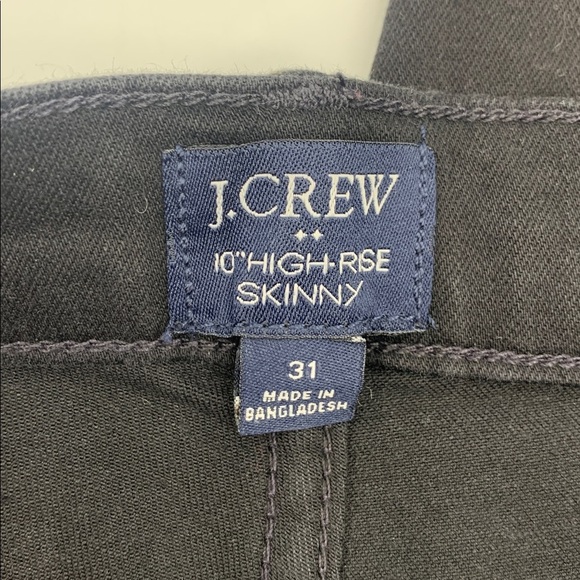 J.CREW
10" HIGH-RISE
SKINNY
31
MADE IN
BANGLADESH